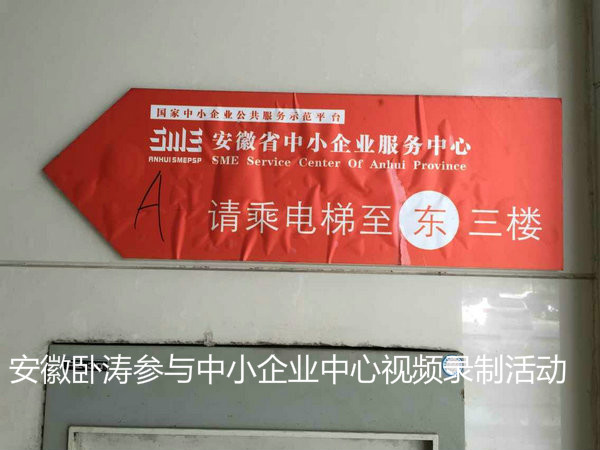 国家中小企业公共服务示范平台
SME 安徽省中小企业服务中心
ANHUISMEPSP SME Service Center Of Anhui Province
A 请乘电梯至 东 三楼
安徽卧涛参与中小企业中心视频录制活动